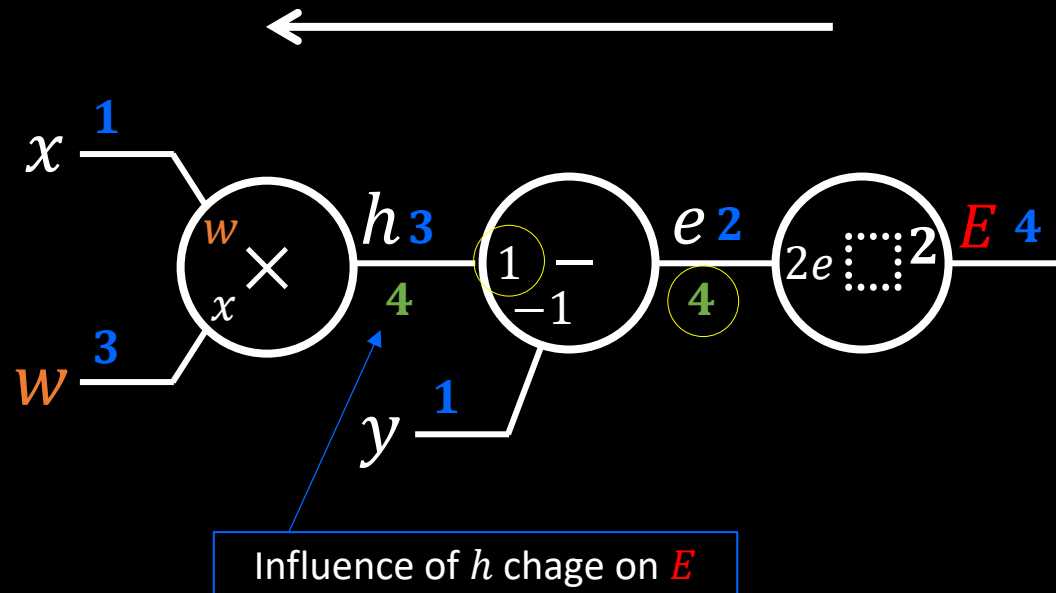 x 1
w
x
×
w 3
h 3
4
1 −
−1
y 1
e 2
4
2e 2
E 4
Influence of h chage on E